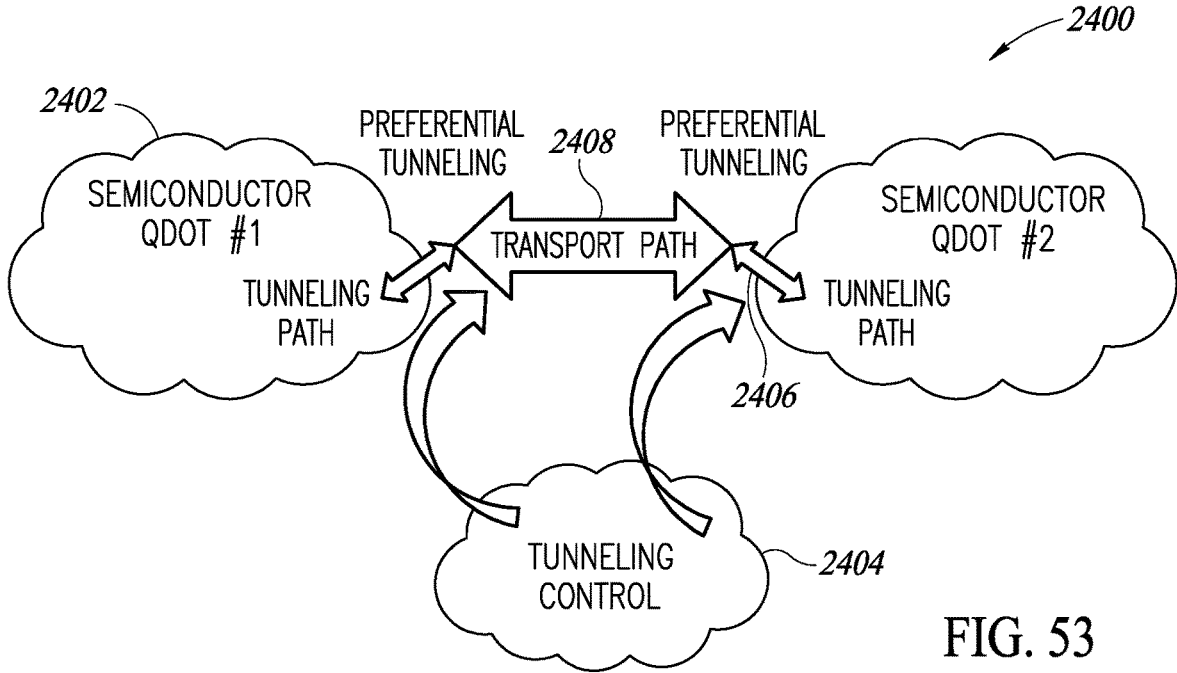 2400
2402
PREFERENTIAL
TUNNELING
2408
PREFERENTIAL
TUNNELING
SEMICONDUCTOR
QDOT #1
TRANSPORT PATH
SEMICONDUCTOR
QDOT #2
TUNNELING
PATH
TUNNELING
PATH
2406
TUNNELING
CONTROL
2404
FIG. 53